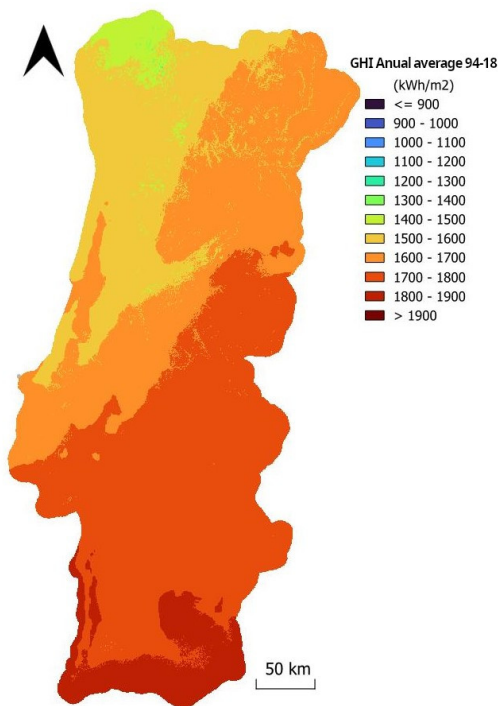 GHI Anual average 94-18
(kWh/m2)
<= 900
900 - 1000
1000 - 1100
1100 - 1200
1200 - 1300
1300 - 1400
1400 - 1500
1500 - 1600
1600 - 1700
1700 - 1800
1800 - 1900
> 1900
50 km